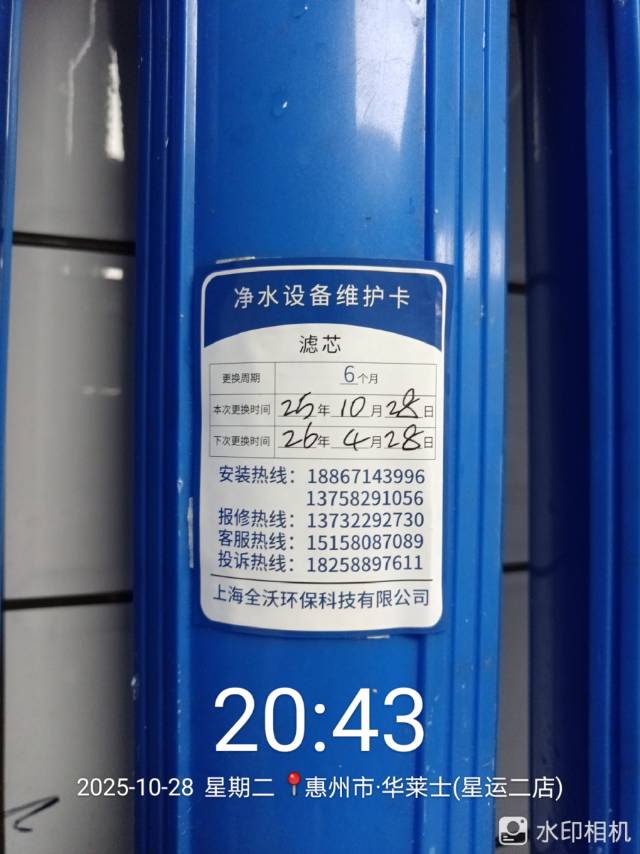 净水设备维护卡
滤芯
更换周期 6个月
本次更换时间 25年10月28日
下次更换时间 26年4月28日
安装热线：18867143996
13758291056
报修热线：13732292730
客服热线：15158087089
投诉热线：18258897611
上海全沃环保科技有限公司
20:43
2025-10-28 星期二 惠州市·华莱士(星运二店)
水印相机